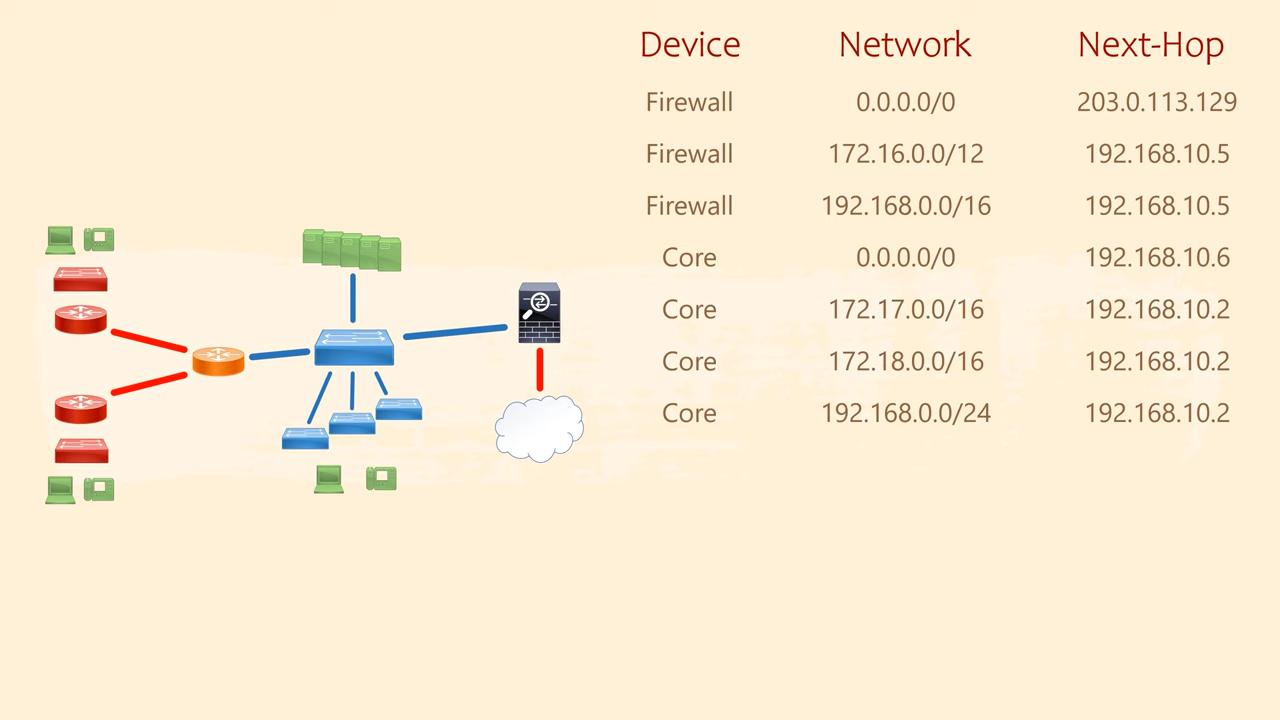 Device Network Next-Hop
Firewall 0.0.0.0/0 203.0.113.129
Firewall 172.16.0.0/12 192.168.10.5
Firewall 192.168.0.0/16 192.168.10.5
Core 0.0.0.0/0 192.168.10.6
Core 172.17.0.0/16 192.168.10.2
Core 172.18.0.0/16 192.168.10.2
Core 192.168.0.0/24 192.168.10.2